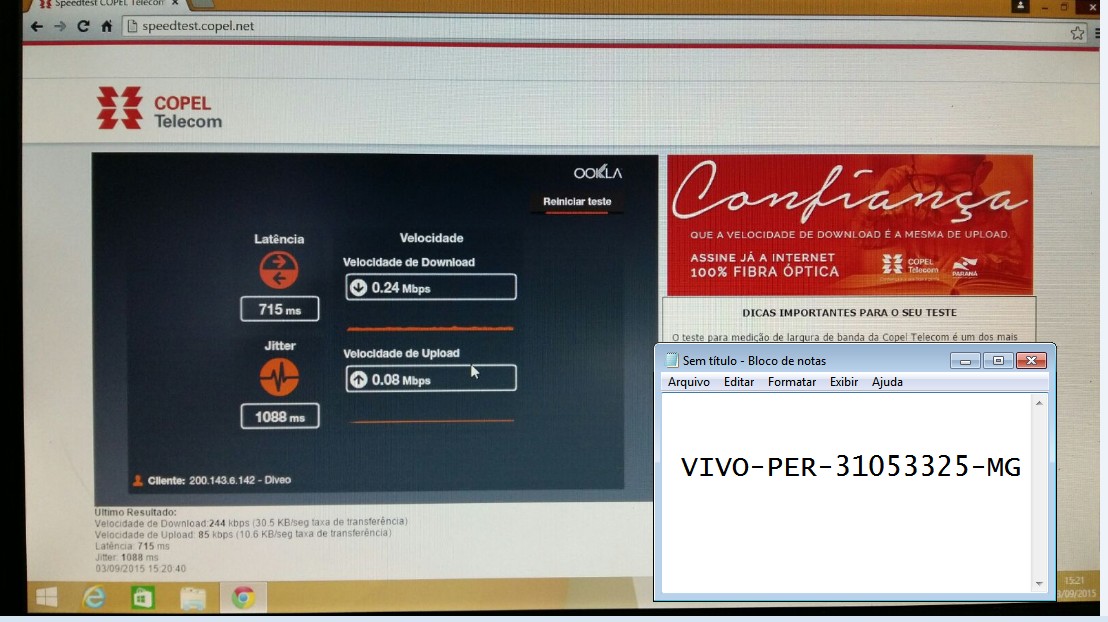 Speedtest COPEL Telecom
speedtest.copel.net
COPEL
Telecom
OOKLA
Reiniciar teste
Latência
715 ms
Jitter
1088 ms
Velocidade
Velocidade de Download
0.24 Mbps
Velocidade de Upload
0.08 Mbps
Cliente: 200.143.6.142 - Diveo
Ultimo Resultado:
Velocidade de Download:244 kbps (30.5 KB/seg taxa de transferência)
Velocidade de Upload: 85 kbps (10.6 KB/seg taxa de transferência)
Latência: 715 ms
Jitter: 1088 ms
03/09/2015 15:20:40
Confiança
QUE A VELOCIDADE DE DOWNLOAD É A MESMA DE UPLOAD.
ASSINE JÁ A INTERNET
100% FIBRA ÓPTICA
COPEL
Telecom
PARANÁ
DICAS IMPORTANTES PARA O SEU TESTE
O teste para medição de largura de banda da Copel Telecom é um dos mais
Sem título - Bloco de notas
Arquivo Editar Formatar Exibir Ajuda
VIVO-PER-31053325-MG
15:21
/09/2015